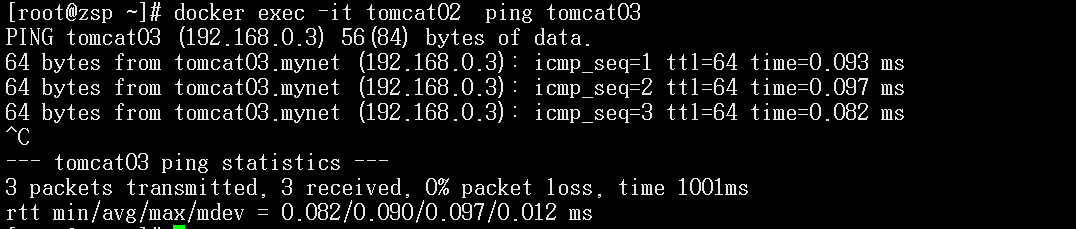 [root@zsp ~]# docker exec -it tomcat02  ping tomcat03
PING tomcat03 (192.168.0.3) 56(84) bytes of data.
64 bytes from tomcat03.mynet (192.168.0.3): icmp_seq=1 ttl=64 time=0.093 ms
64 bytes from tomcat03.mynet (192.168.0.3): icmp_seq=2 ttl=64 time=0.097 ms
64 bytes from tomcat03.mynet (192.168.0.3): icmp_seq=3 ttl=64 time=0.082 ms
^C
--- tomcat03 ping statistics ---
3 packets transmitted, 3 received, 0% packet loss, time 1001ms
rtt min/avg/max/mdev = 0.082/0.090/0.097/0.012 ms